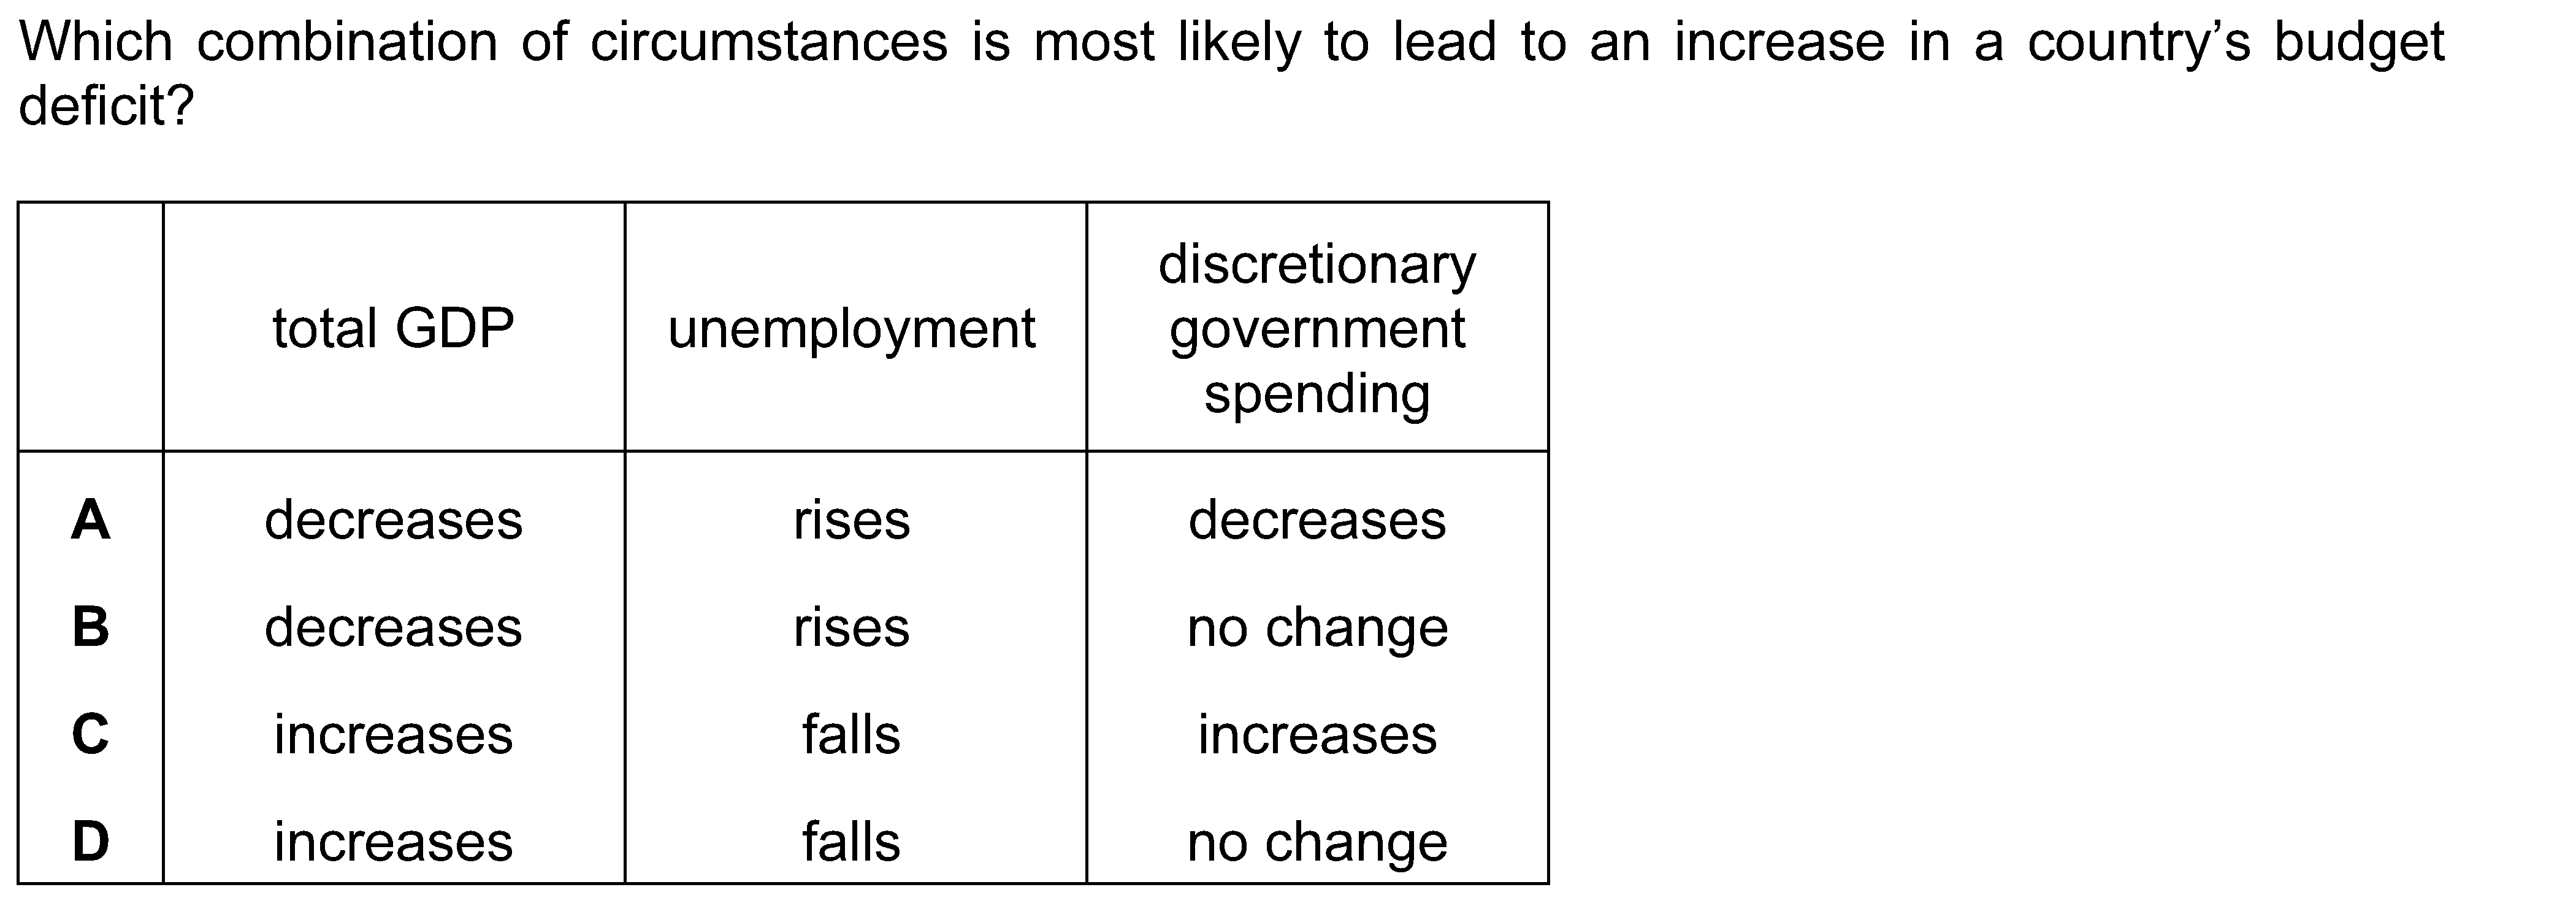 Which combination of circumstances is most likely to lead to an increase in a country’s budget
deficit?
total GDP
unemployment
discretionary
government
spending
A decreases rises decreases
B decreases rises no change
C increases falls increases
D increases falls no change